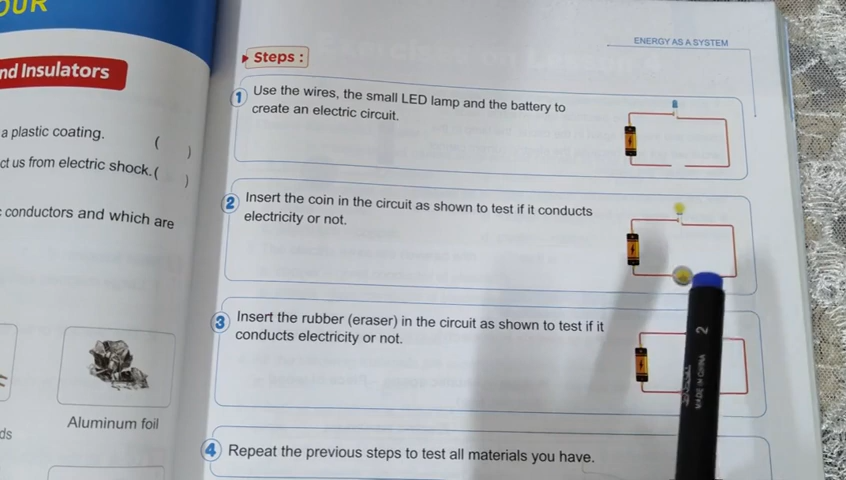 OUR
nd Insulators
a plastic coating. ( )
ct us from electric shock. ( )
conductors and which are
Aluminum foil
ds
ENERGY AS A SYSTEM
Steps :
1 Use the wires, the small LED lamp and the battery to
create an electric circuit.
2 Insert the coin in the circuit as shown to test if it conducts
electricity or not.
3 Insert the rubber (eraser) in the circuit as shown to test if it
conducts electricity or not.
4 Repeat the previous steps to test all materials you have.
2
MADE IN CHINA